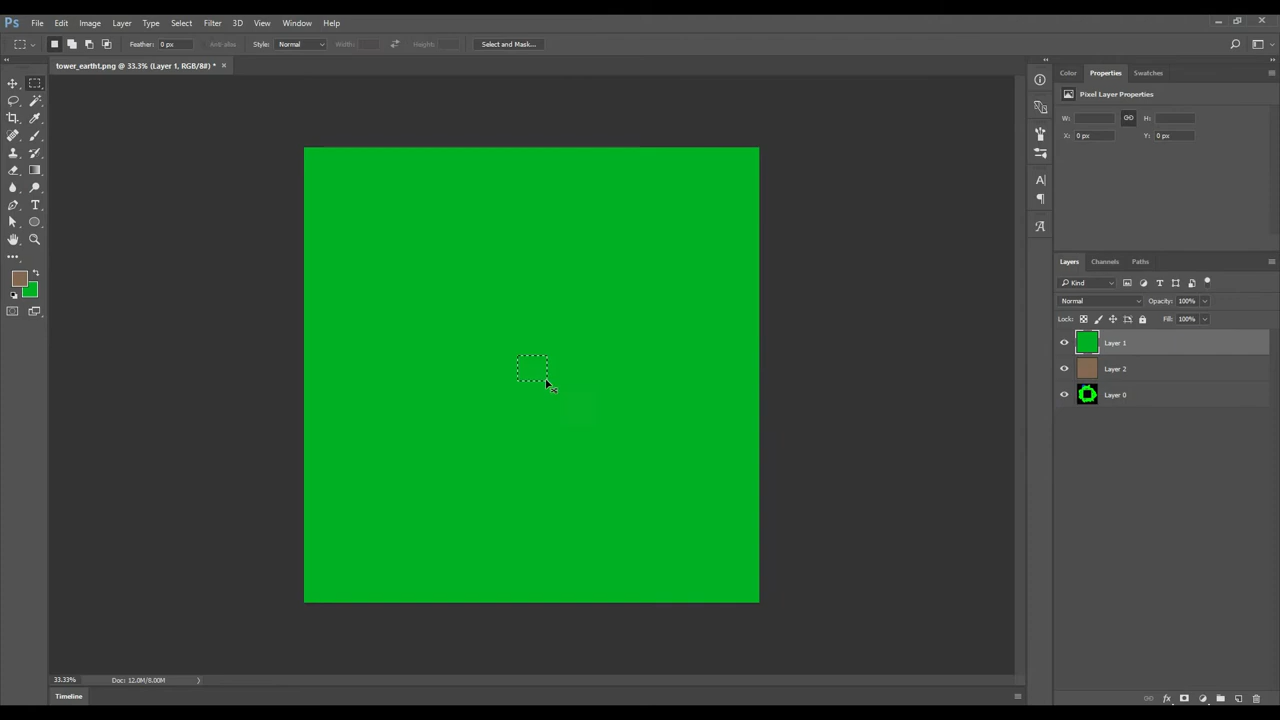 Ps File Edit Image Layer Type Select Filter 3D View Window Help
Feather: 0 px Anti-alias Style: Normal Width: Height: Select and Mask...
tower_eartht.png @ 33.3% (Layer 1, RGB/8#) * ×
Color Properties Swatches
Pixel Layer Properties
W: H:
X: 0 px Y: 0 px
Layers Channels Paths
Kind
Normal Opacity: 100%
Lock: Fill: 100%
Layer 1
Layer 2
Layer 0
33.33% Doc: 12.0M/8.00M
Timeline